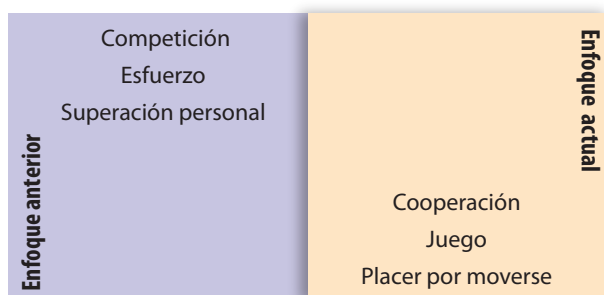 Competición
Esfuerzo
Superación personal
Enfoque anterior
Enfoque actual
Cooperación
Juego
Placer por moverse